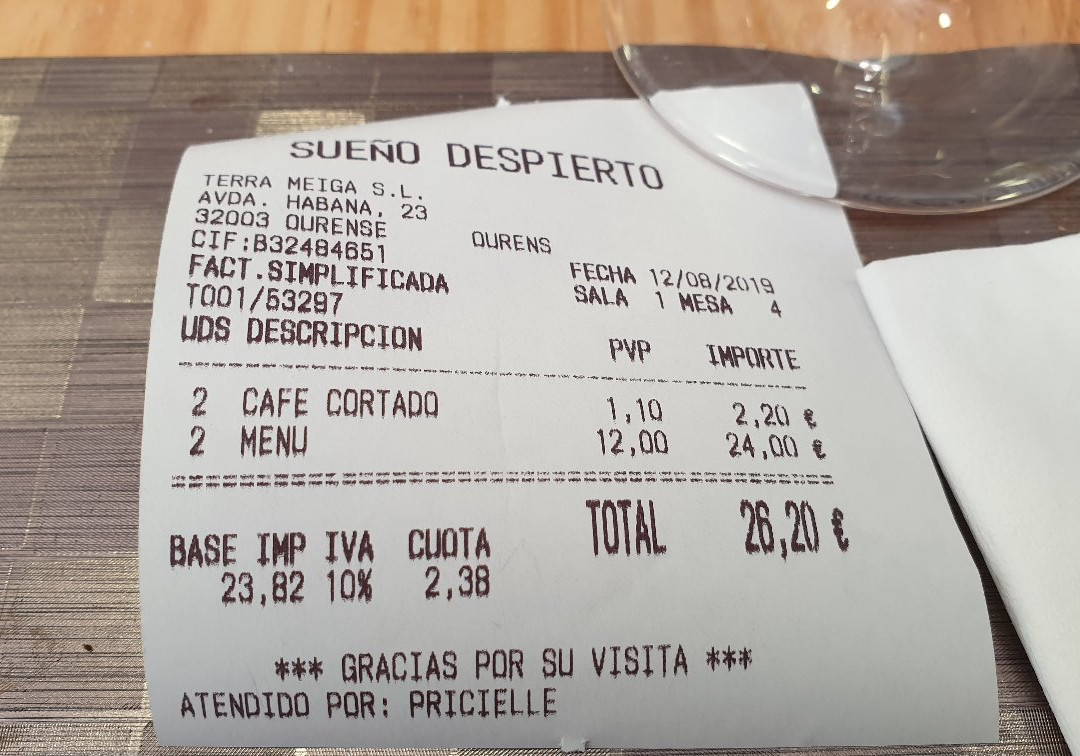 SUEÑO DESPIERTO
TERRA MEIGA S.L.
AVDA. HABANA, 23
32003 OURENSE OURENS
CIF:B32484651
FACT.SIMPLIFICADA FECHA 12/08/2019
T001/53297 SALA 1 MESA 4
UDS DESCRIPCION PVP IMPORTE
2 CAFE CORTADO 1,10 2,20 €
2 MENU 12,00 24,00 €
TOTAL 26,20 €
BASE IMP IVA CUOTA
23,82 10% 2,38
*** GRACIAS POR SU VISITA ***
ATENDIDO POR: PRICIELLE